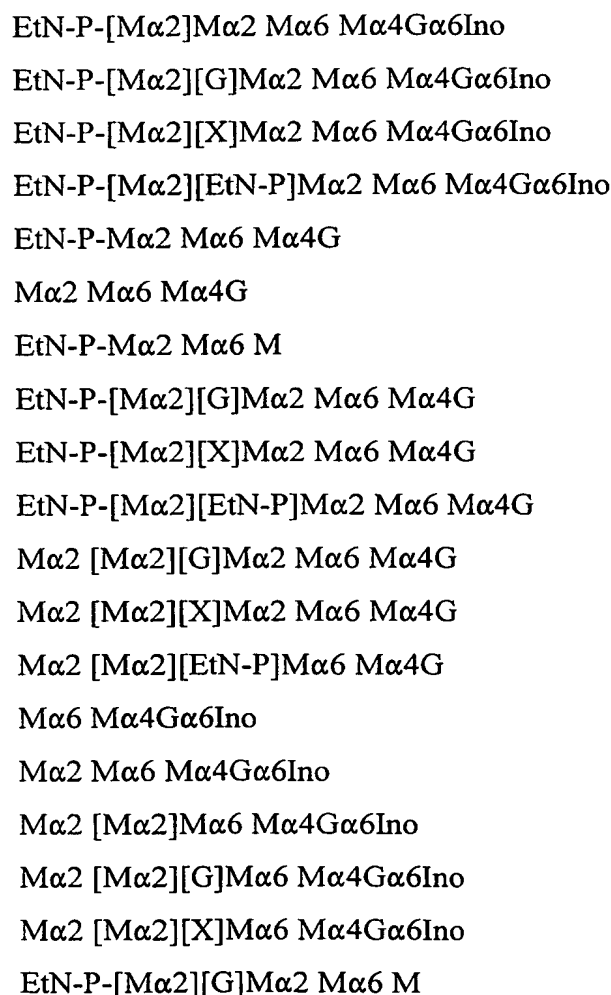 EtN-P-[Mα2]Mα2 Mα6 Mα4Gα6Ino
EtN-P-[Mα2][G]Mα2 Mα6 Mα4Gα6Ino
EtN-P-[Mα2][X]Mα2 Mα6 Mα4Gα6Ino
EtN-P-[Mα2][EtN-P]Mα2 Mα6 Mα4Gα6Ino
EtN-P-Mα2 Mα6 Mα4G
Mα2 Mα6 Mα4G
EtN-P-Mα2 Mα6 M
EtN-P-[Mα2][G]Mα2 Mα6 Mα4G
EtN-P-[Mα2][X]Mα2 Mα6 Mα4G
EtN-P-[Mα2][EtN-P]Mα2 Mα6 Mα4G
Mα2 [Mα2][G]Mα2 Mα6 Mα4G
Mα2 [Mα2][X]Mα2 Mα6 Mα4G
Mα2 [Mα2][EtN-P]Mα6 Mα4G
Mα6 Mα4Gα6Ino
Mα2 Mα6 Mα4Gα6Ino
Mα2 [Mα2]Mα6 Mα4Gα6Ino
Mα2 [Mα2][G]Mα6 Mα4Gα6Ino
Mα2 [Mα2][X]Mα6 Mα4Gα6Ino
EtN-P-[Mα2][G]Mα2 Mα6 M